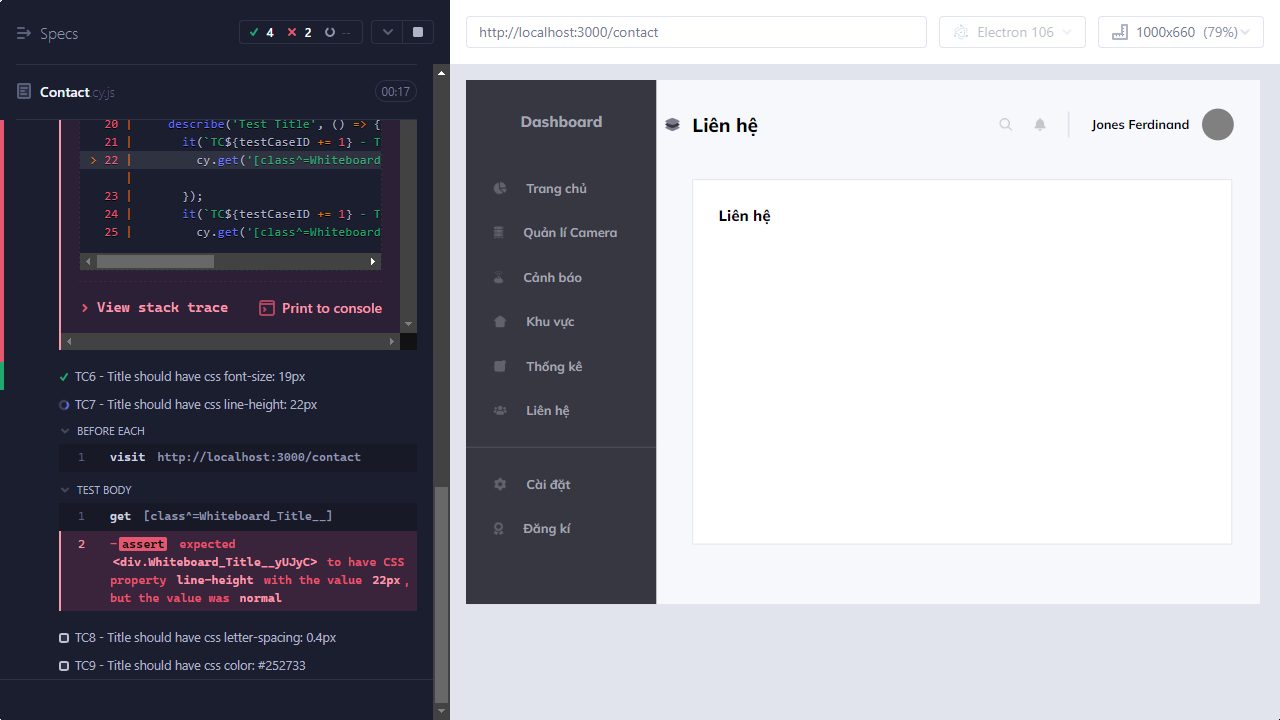 Specs
4
2
--
Contact.cy.js
00:17
20 | describe('Test Title', () => {
21 | it(`TC${testCaseID += 1} - T
> 22 | cy.get('[class^=Whiteboard
|
23 | });
24 | it(`TC${testCaseID += 1} - T
25 | cy.get('[class^=Whiteboard
View stack trace
Print to console
TC6 - Title should have css font-size: 19px
TC7 - Title should have css line-height: 22px
BEFORE EACH
1 visit http://localhost:3000/contact
TEST BODY
1 get [class^=Whiteboard_Title__]
2 -assert expected
<div.Whiteboard_Title__yUJyC> to have CSS
property line-height with the value 22px,
but the value was normal
TC8 - Title should have css letter-spacing: 0.4px
TC9 - Title should have css color: #252733
http://localhost:3000/contact
Electron 106
1000x660 (79%)
Dashboard
Trang chủ
Quản lí Camera
Cảnh báo
Khu vực
Thống kê
Liên hệ
Cài đặt
Đăng kí
Liên hệ
Jones Ferdinand
Liên hệ